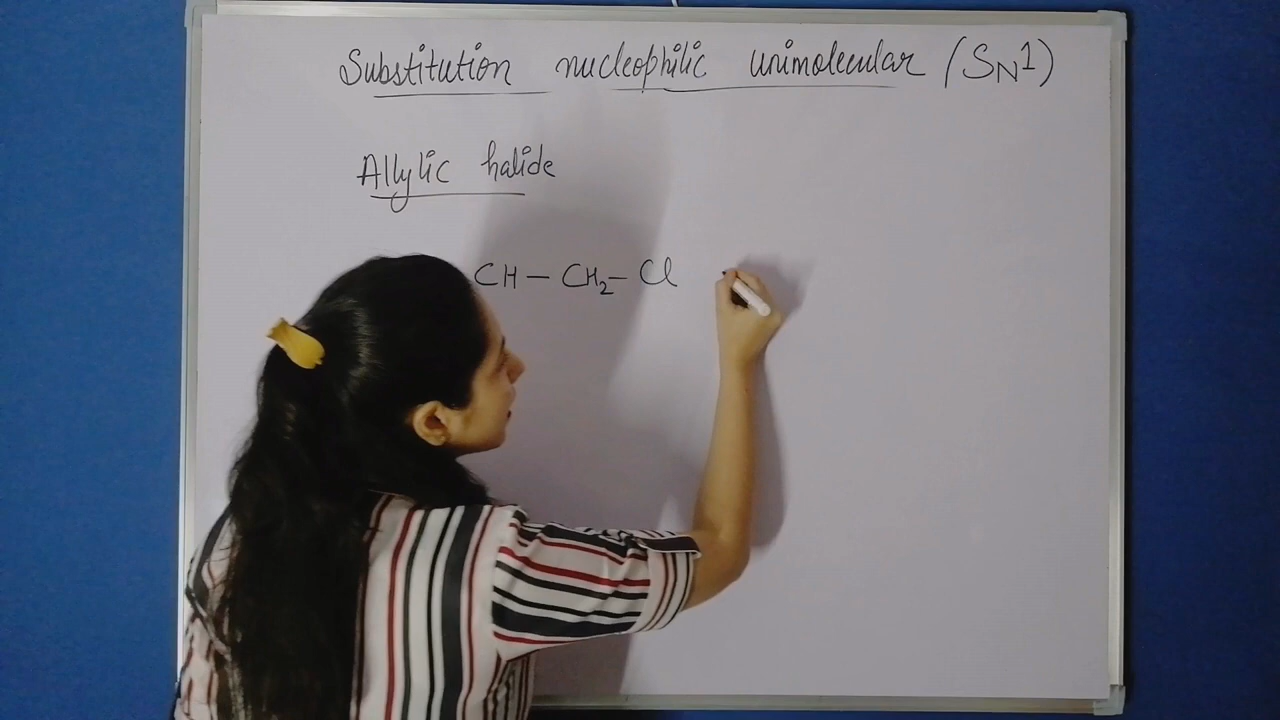 Substitution nucleophilic unimolecular (SN1)
Allylic halide
CH — CH₂ — Cl